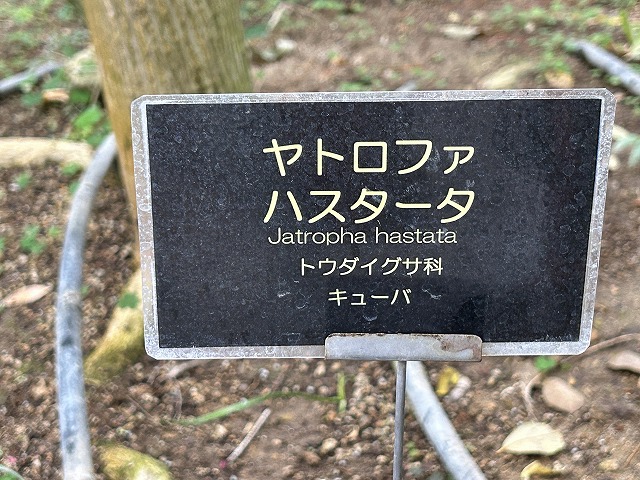 ヤトロファ
ハスタータ
Jatropha hastata
トウダイグサ科
キューバ